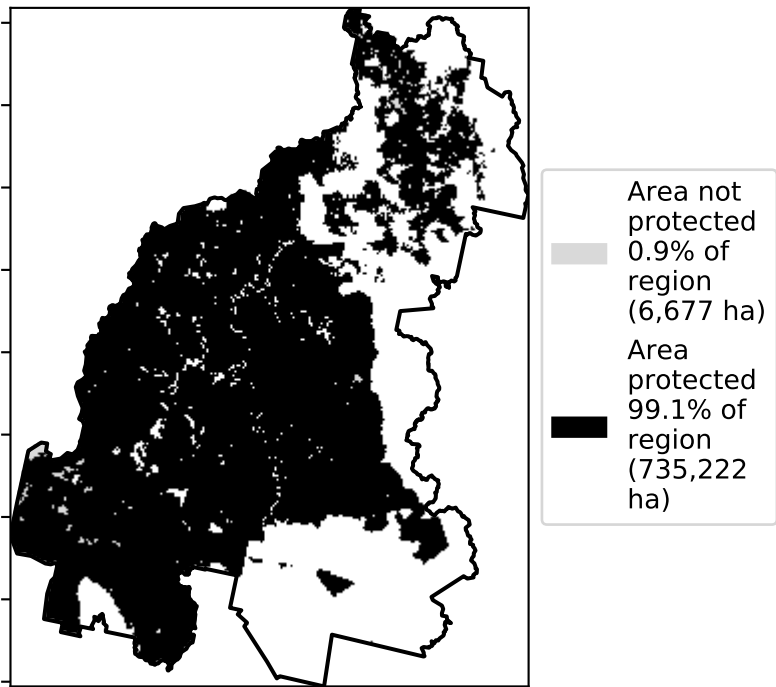 Area not
protected
0.9% of
region
(6,677 ha)
Area
protected
99.1% of
region
(735,222
ha)